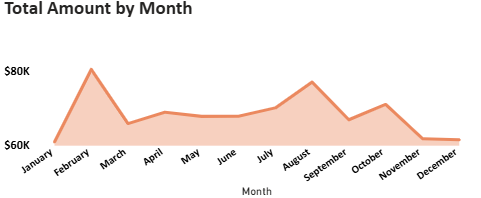 Total Amount by Month
$80K
$60K
January
February
March
April
May
June
July
August
September
October
November
December
Month